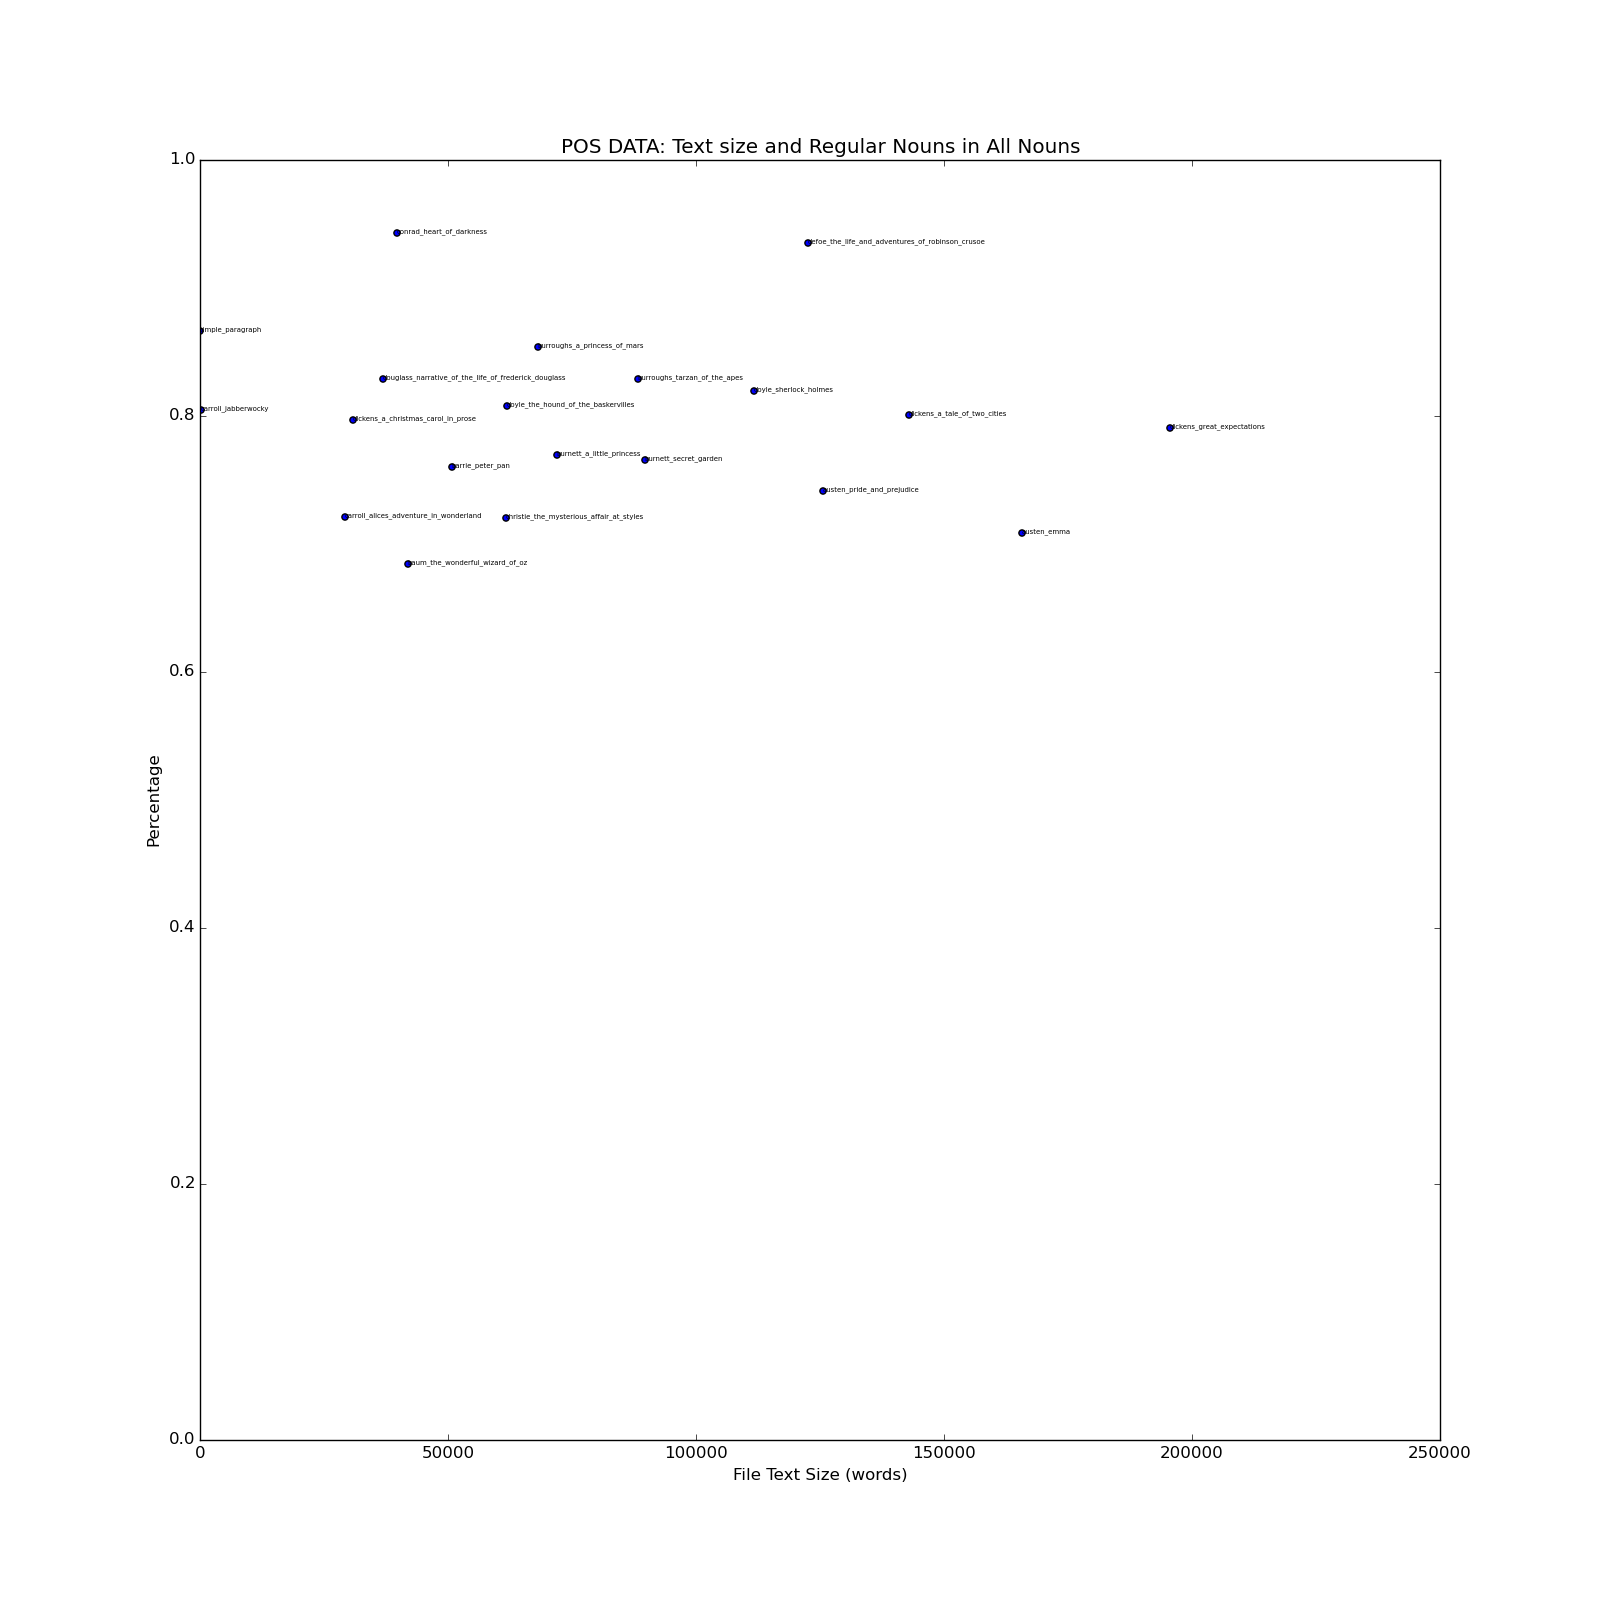 POS DATA: Text size and Regular Nouns in All Nouns
1.0
onrad_heart_of_darkness
efoe_the_life_and_adventures_of_robinson_crusoe
imple_paragraph
urroughs_a_princess_of_mars
ouglass_narrative_of_the_life_of_frederick_douglass
urroughs_tarzan_of_the_apes
oyle_sherlock_holmes
oyle_the_hound_of_the_baskervilles
arroll_jabberwocky
0.8
ickens_a_christmas_carol_in_prose
ickens_a_tale_of_two_cities
ickens_great_expectations
urnett_a_little_princess
urnett_secret_garden
arrie_peter_pan
usten_pride_and_prejudice
arroll_alices_adventure_in_wonderland
hristie_the_mysterious_affair_at_styles
usten_emma
aum_the_wonderful_wizard_of_oz
0.6
Percentage
0.4
0.2
0.0
0 50000 100000 150000 200000 250000
File Text Size (words)